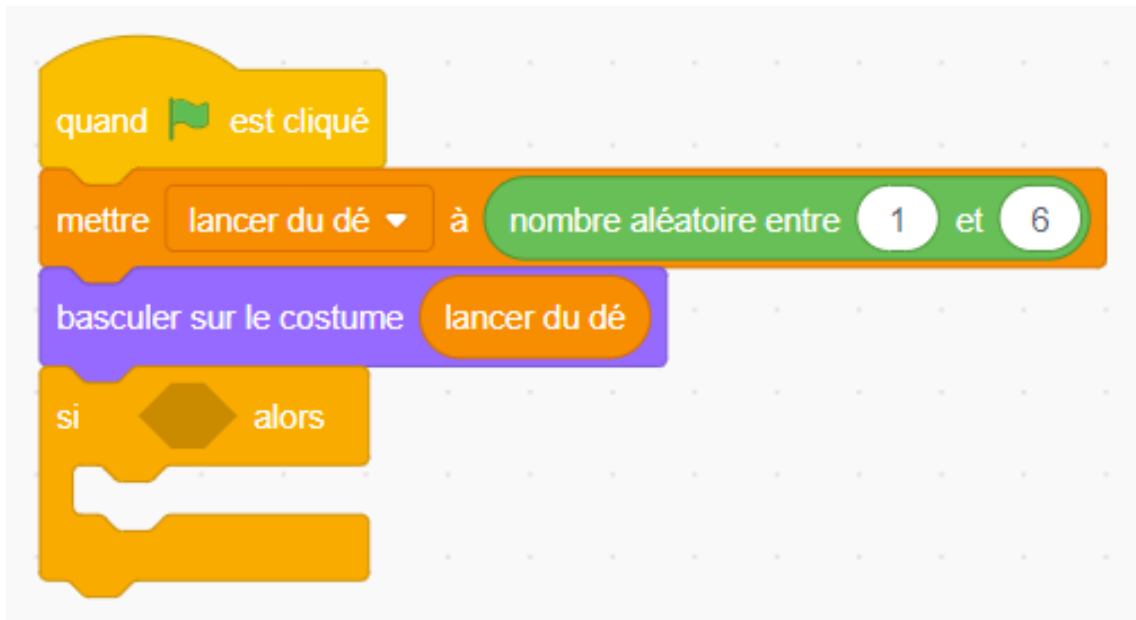 quand est cliqué
mettre lancer du dé à nombre aléatoire entre 1 et 6
basculer sur le costume lancer du dé
si alors